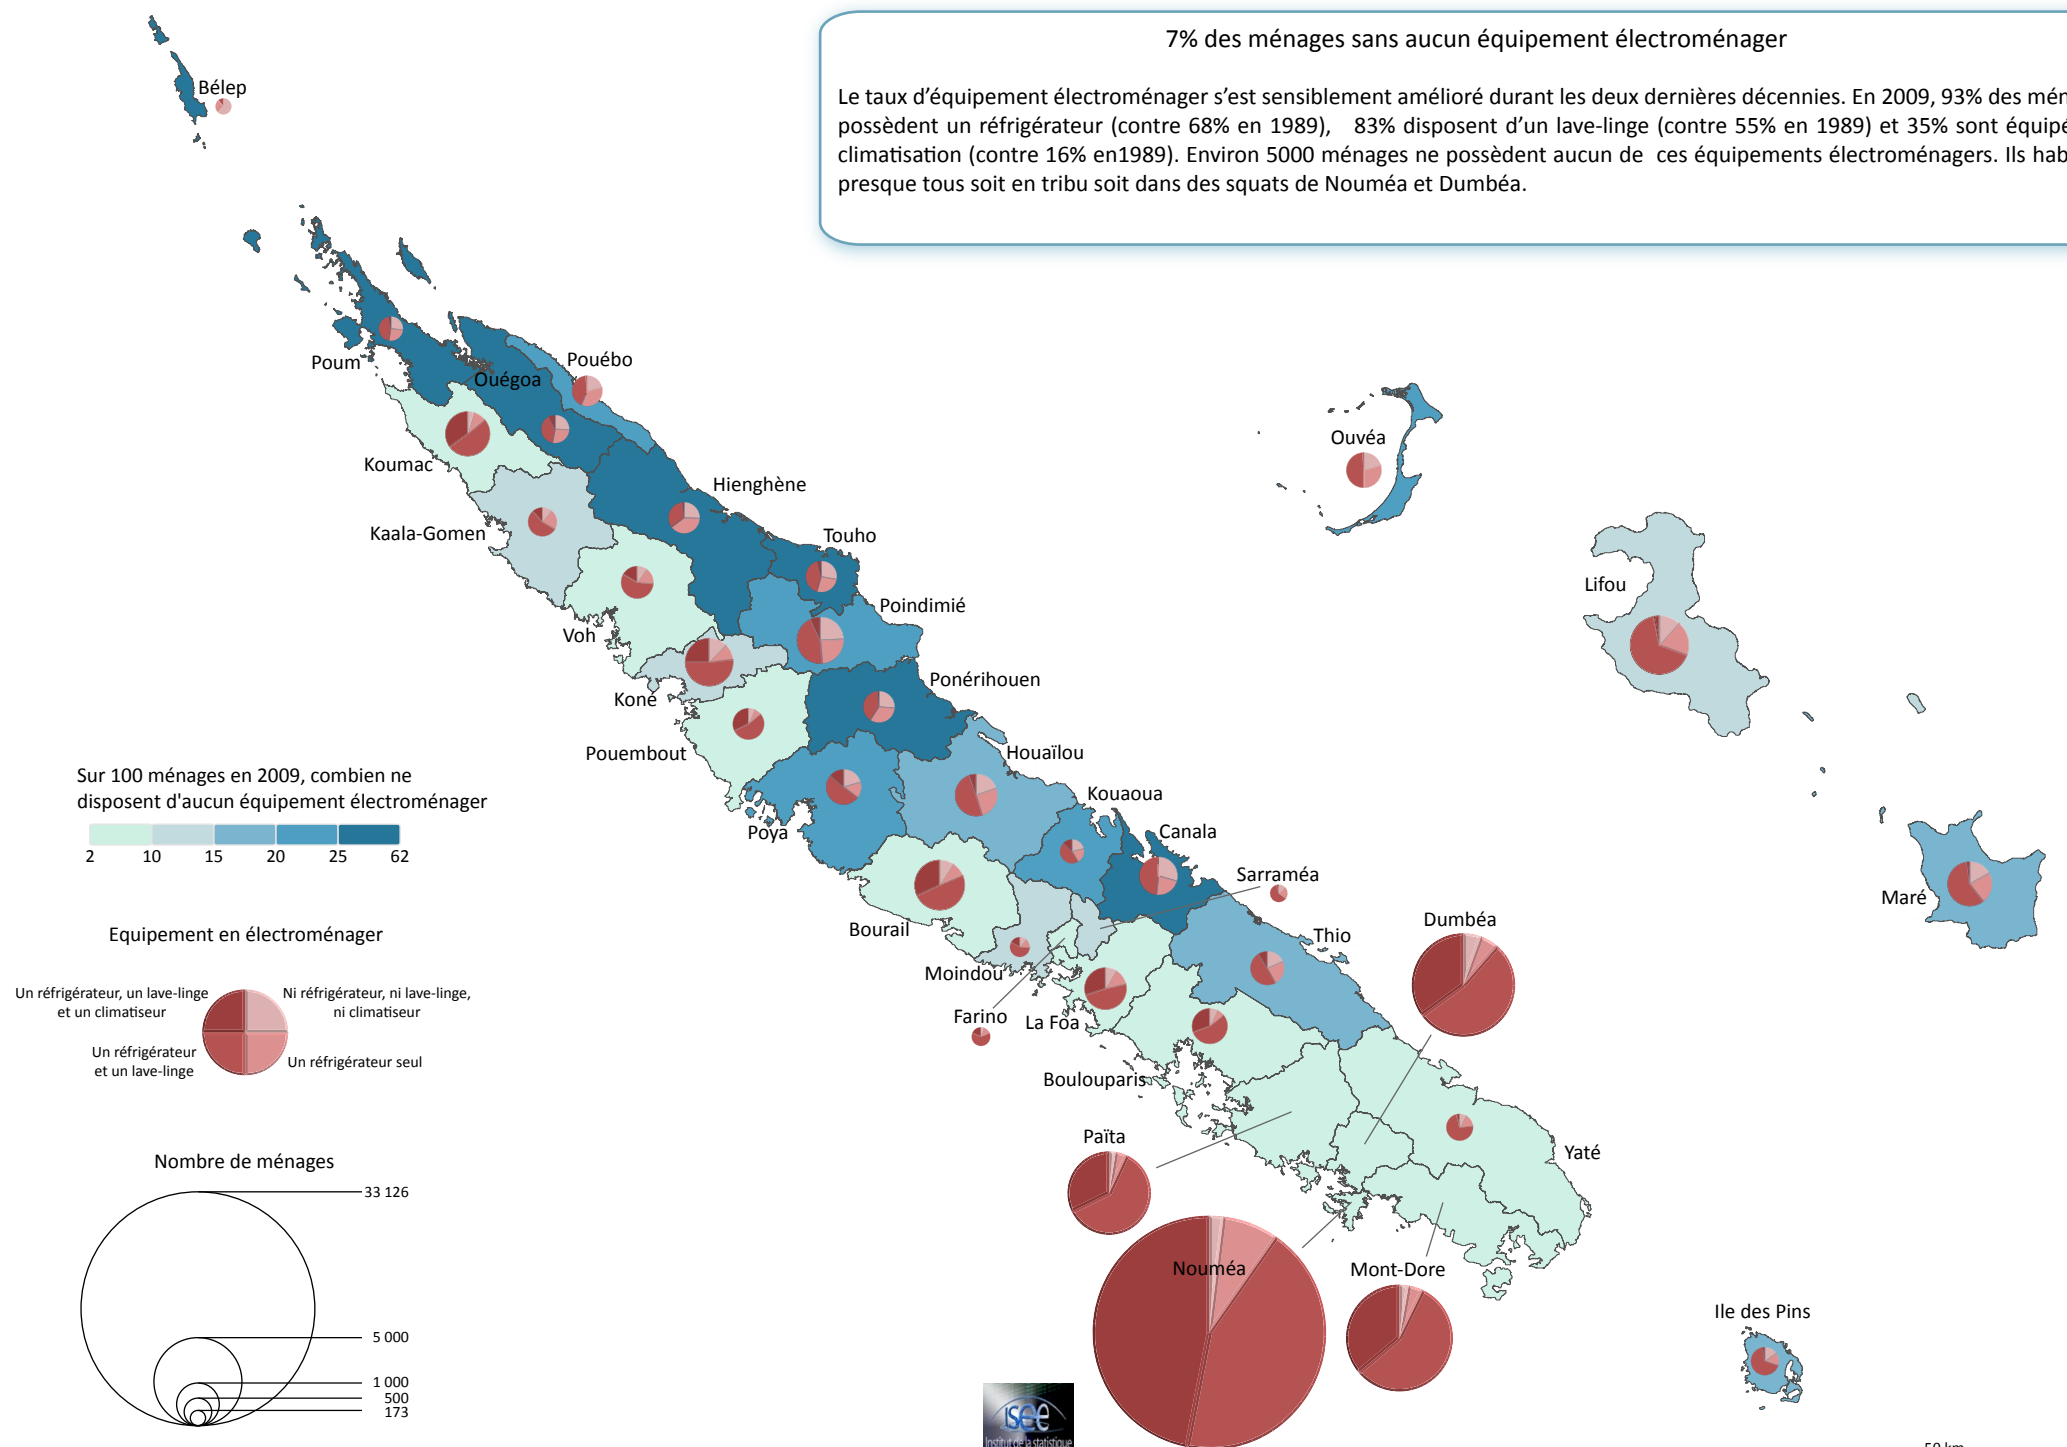 7% des ménages sans aucun équipement électroménager
Le taux d'équipement électroménager s'est sensiblement amélioré durant les deux dernières décennies. En 2009, 93% des mén
possèdent un réfrigérateur (contre 68% en 1989), 83% disposent d'un lave-linge (contre 55% en 1989) et 35% sont équipé
climatisation (contre 16% en1989). Environ 5000 ménages ne possèdent aucun de ces équipements électroménagers. Ils hab
presque tous soit en tribu soit dans des squats de Nouméa et Dumbéa.
Bélep
Poum
Ouégoa
Pouébo
Koumac
Ouvéa
Hienghène
Kaala-Gomen
Touho
Lifou
Poindimié
Voh
Koné
Ponérihouen
Pouembout
Houaïlou
Kouaoua
Poya
Canala
Sarraméa
Maré
Bourail
Dumbéa
Thio
Moindou
Farino
La Foa
Boulouparis
Païta
Yaté
Nouméa
Mont-Dore
Ile des Pins
Sur 100 ménages en 2009, combien ne
disposent d'aucun équipement électroménager
2 10 15 20 25 62
Equipement en électroménager
Un réfrigérateur, un lave-linge
et un climatiseur
Ni réfrigérateur, ni lave-linge,
ni climatiseur
Un réfrigérateur
et un lave-linge
Un réfrigérateur seul
Nombre de ménages
33 126
5 000
1 000
500
173
isee
Institut de la statistique
50 km